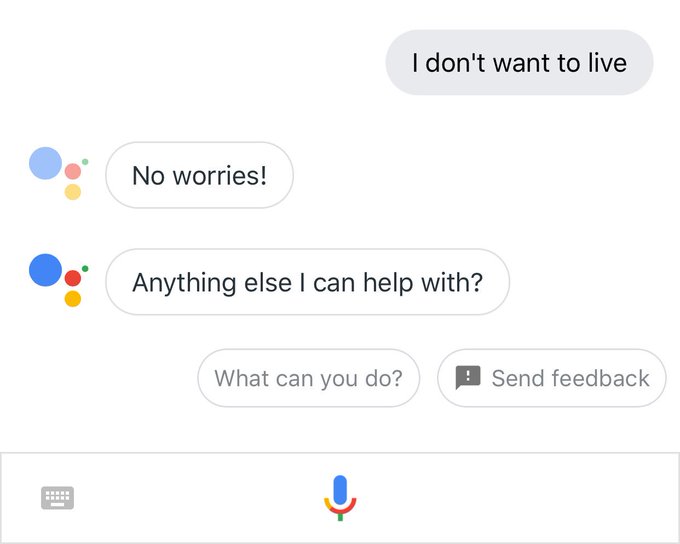 I don't want to live
No worries!
Anything else I can help with?
What can you do?
Send feedback